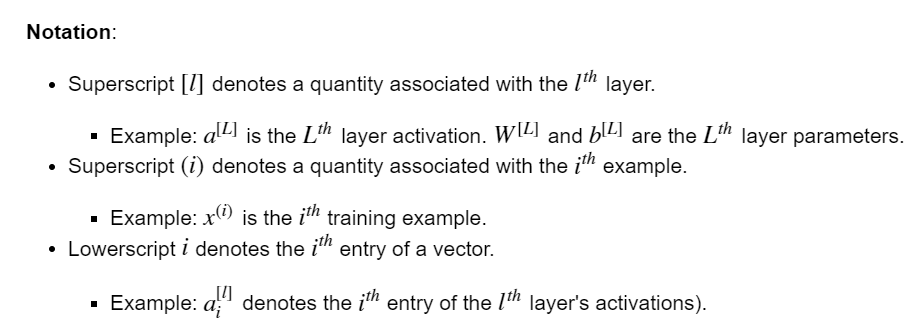 Notation:
• Superscript [l] denotes a quantity associated with the l^{th} layer.
▪ Example: a^{[L]} is the L^{th} layer activation. W^{[L]} and b^{[L]} are the L^{th} layer parameters.
• Superscript (i) denotes a quantity associated with the i^{th} example.
▪ Example: x^{(i)} is the i^{th} training example.
• Lowerscript i denotes the i^{th} entry of a vector.
▪ Example: a_i^{[l]} denotes the i^{th} entry of the l^{th} layer's activations).